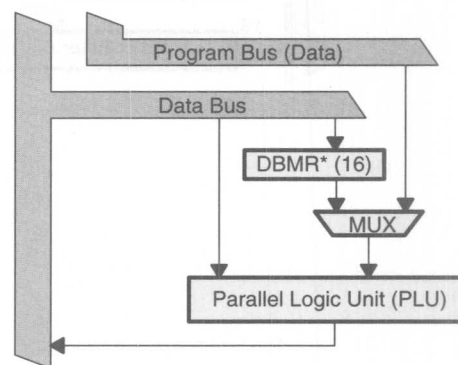 Program Bus (Data)
Data Bus
DBMR* (16)
MUX
Parallel Logic Unit (PLU)